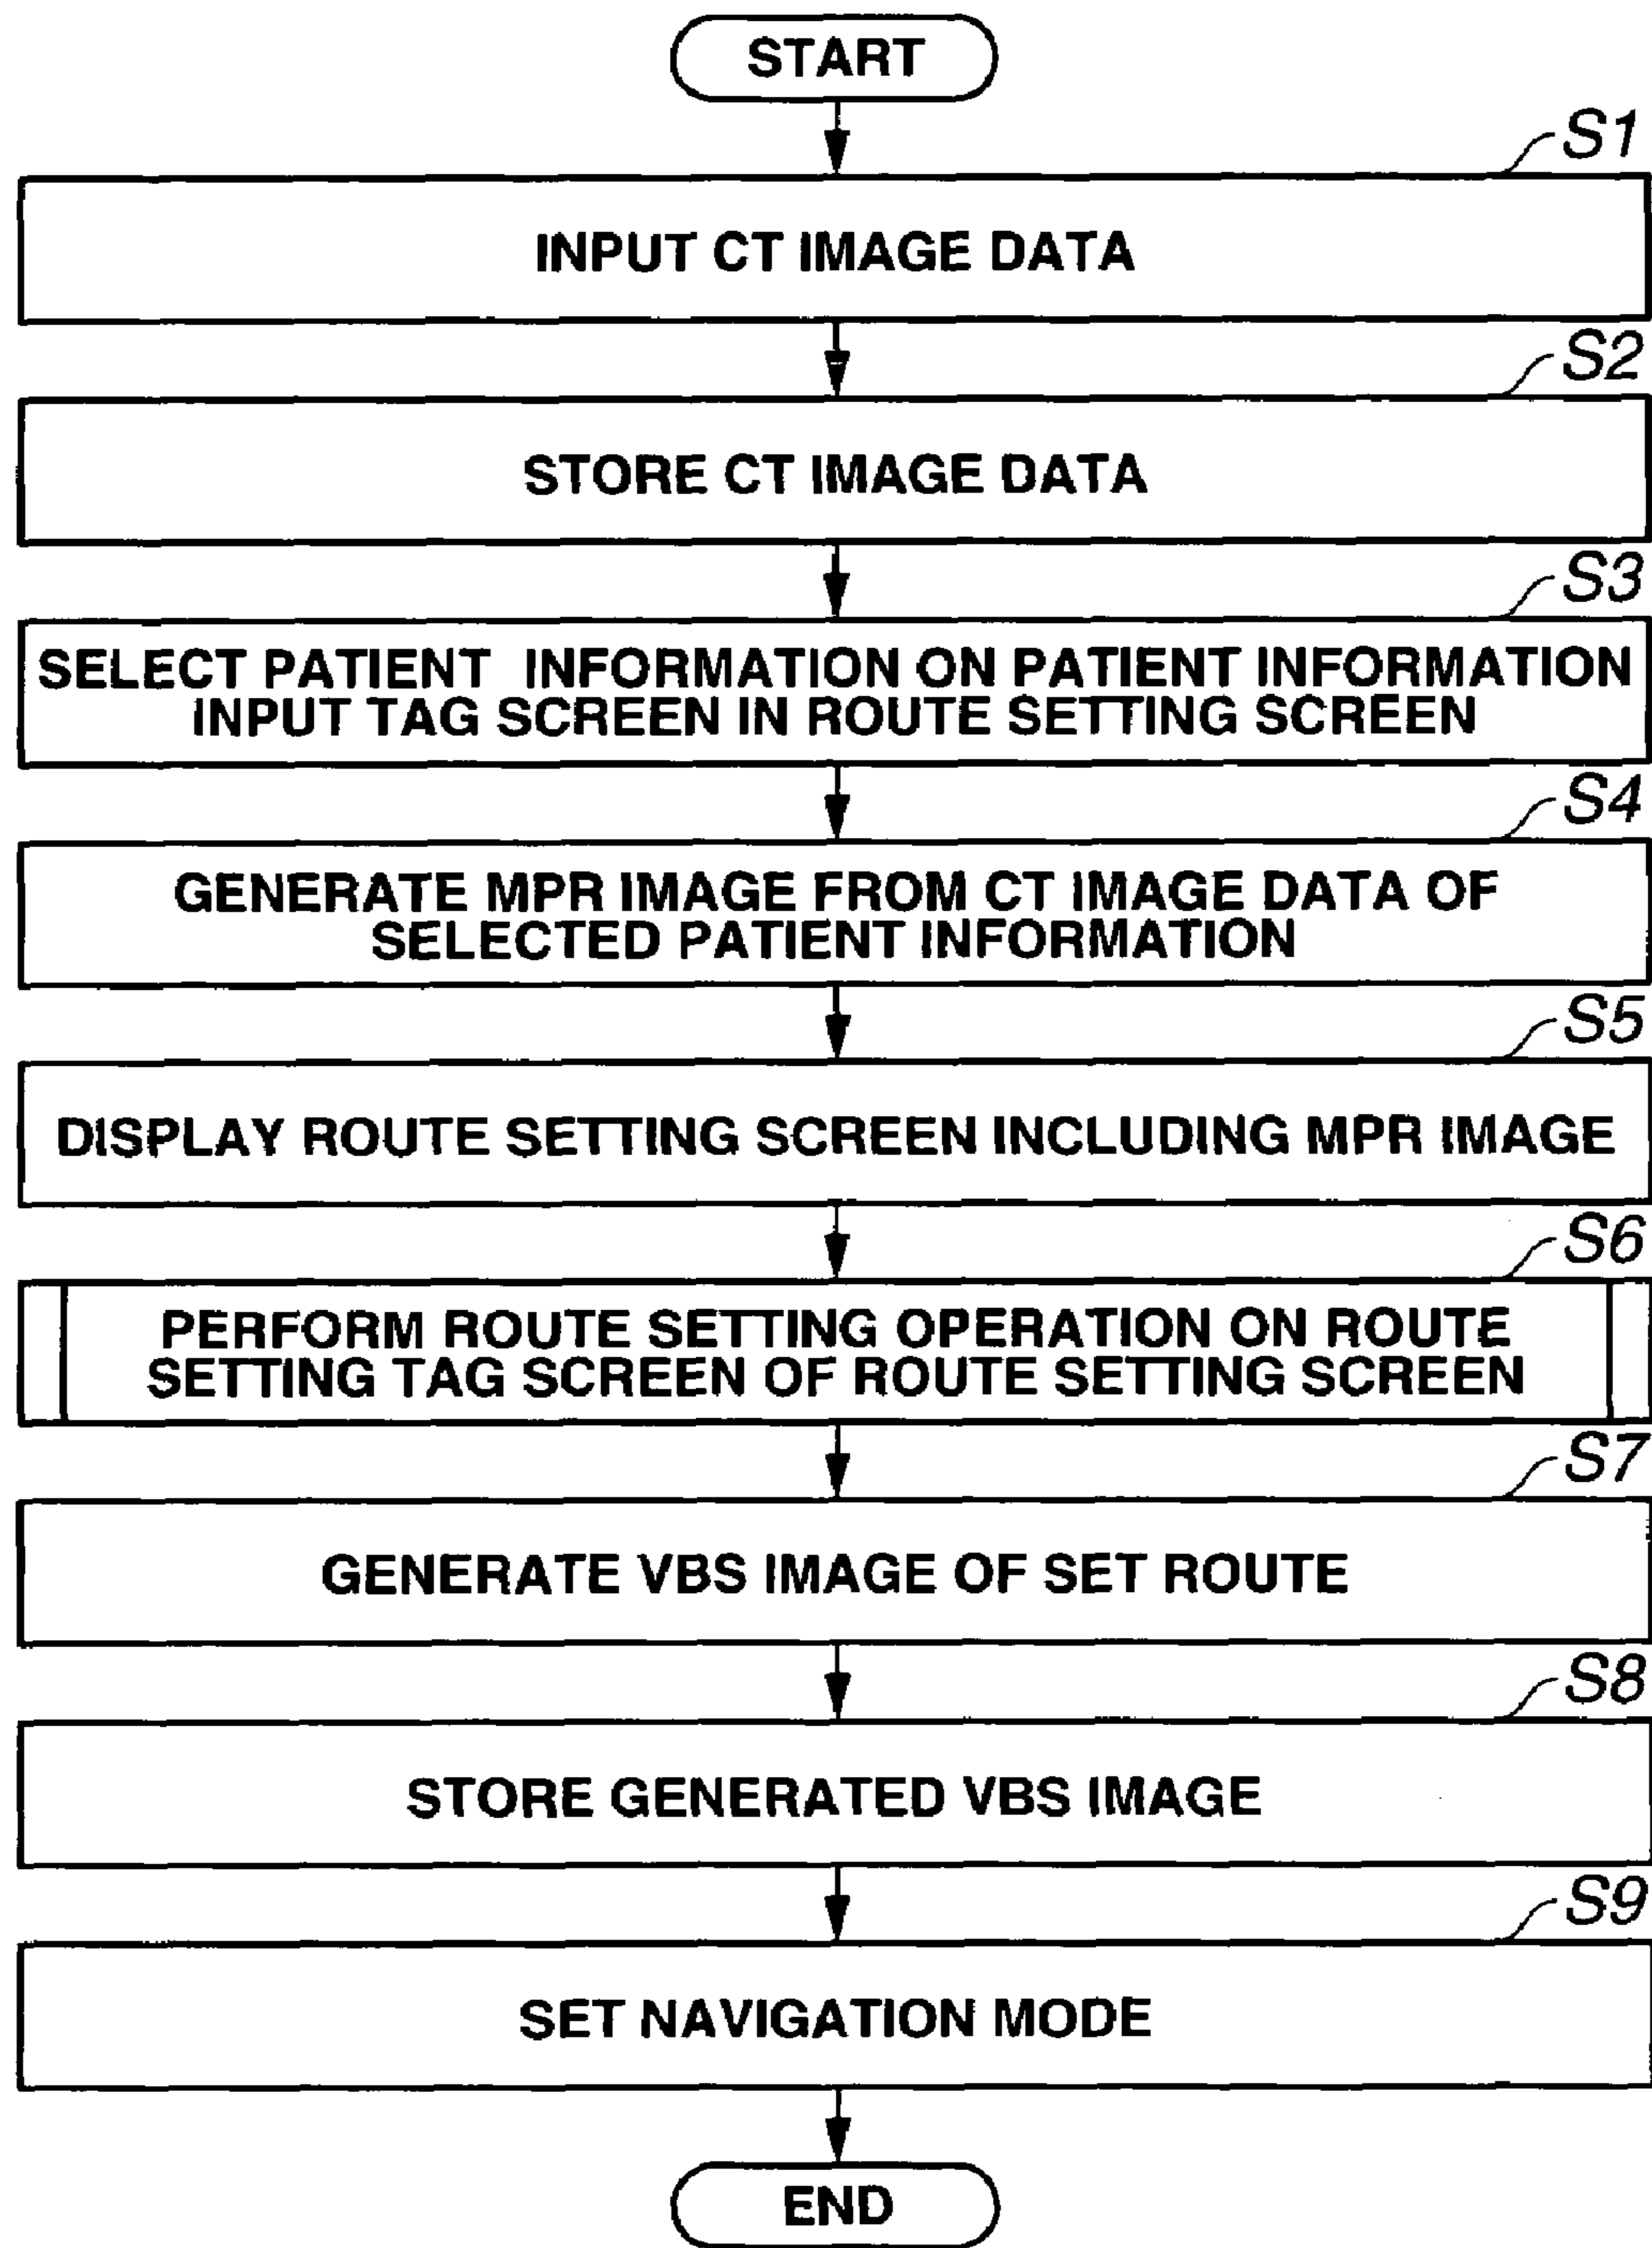 START
S1
INPUT CT IMAGE DATA
S2
STORE CT IMAGE DATA
S3
SELECT PATIENT INFORMATION ON PATIENT INFORMATION
INPUT TAG SCREEN IN ROUTE SETTING SCREEN
S4
GENERATE MPR IMAGE FROM CT IMAGE DATA OF
SELECTED PATIENT INFORMATION
S5
DISPLAY ROUTE SETTING SCREEN INCLUDING MPR IMAGE
S6
PERFORM ROUTE SETTING OPERATION ON ROUTE
SETTING TAG SCREEN OF ROUTE SETTING SCREEN
S7
GENERATE VBS IMAGE OF SET ROUTE
S8
STORE GENERATED VBS IMAGE
S9
SET NAVIGATION MODE
END